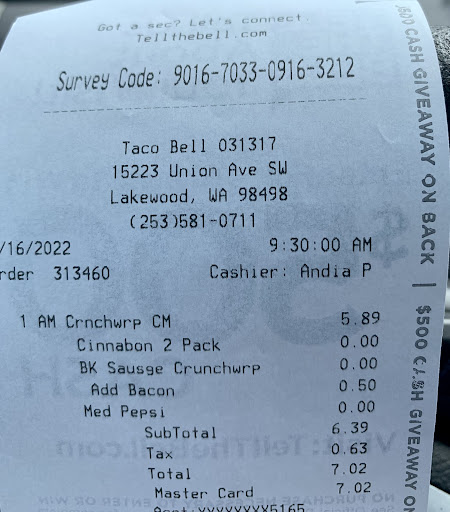 Got a sec? Let's connect.
Tellthebell.com
Survey Code: 9016-7033-0916-3212
Taco Bell 031317
15223 Union Ave SW
Lakewood, WA 98498
(253)581-0711
/16/2022 9:30:00 AM
rder 313460 Cashier: Andia P
1 AM Crnchwrp CM 5.89
Cinnabon 2 Pack 0.00
BK Sausge Crunchwrp 0.00
Add Bacon 0.50
Med Pepsi 0.00
SubTotal 6.39
Tax 0.63
Total 7.02
Master Card 7.02
$500 CASH GIVEAWAY ON BACK | $500 CASH GIVEAWAY ON